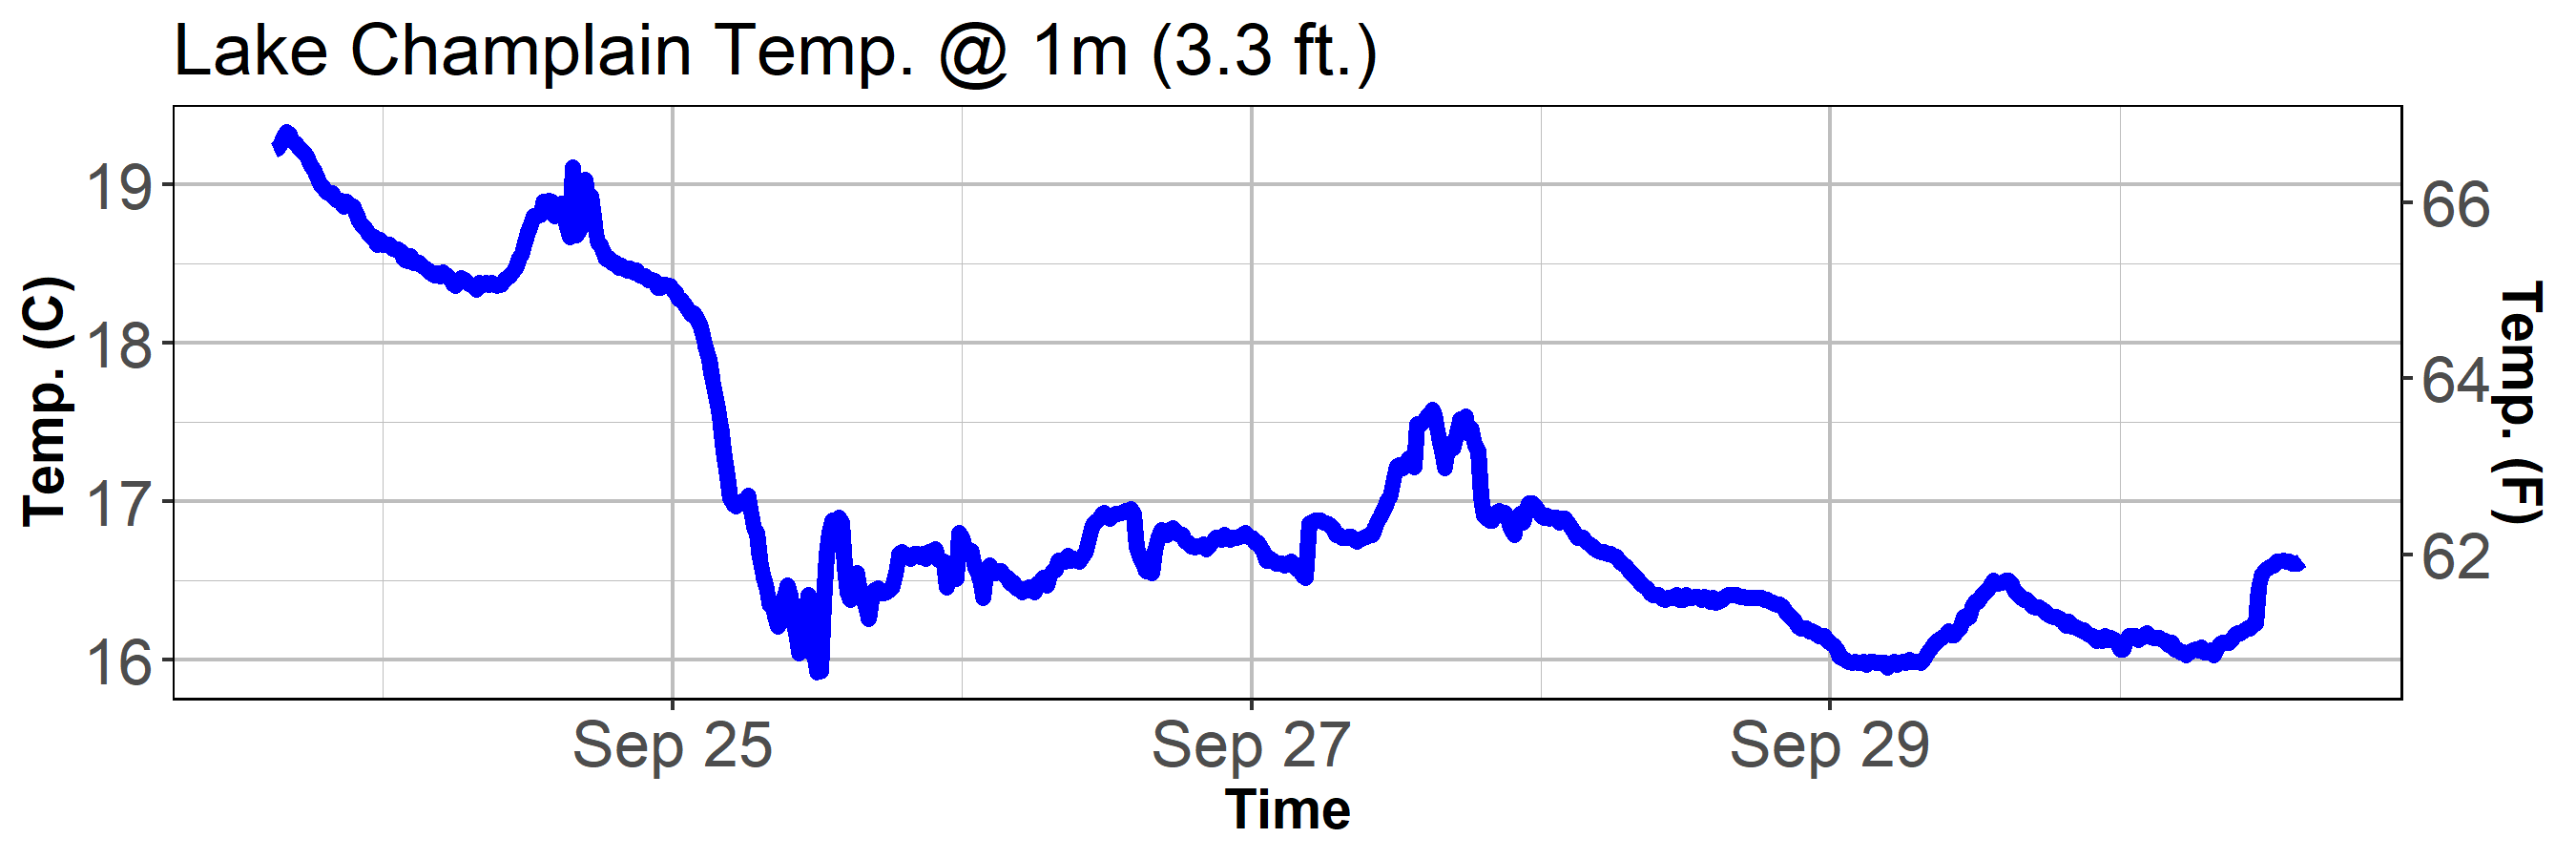 Lake Champlain Temp. @ 1m (3.3 ft.)
Temp. (C)
19
18
17
16
66
64
62
Temp. (F)
Sep 25
Sep 27
Sep 29
Time